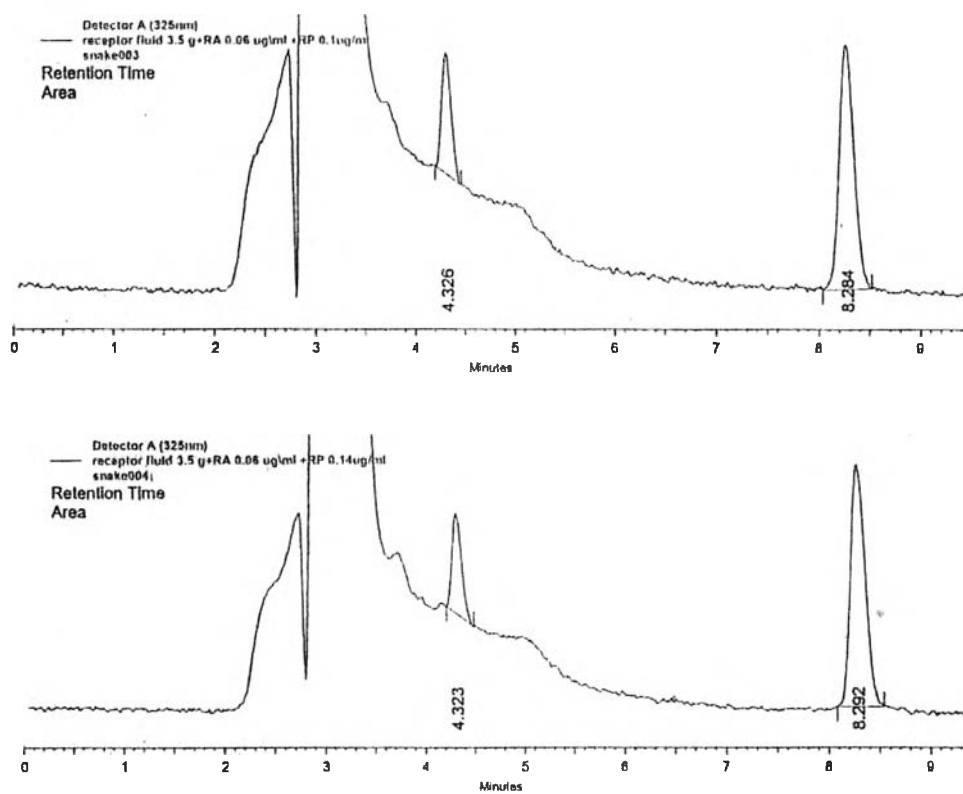 Detector A (325nm)
receptor fluid 3.5 g+RA 0.06 ug\ml +RP 0.1ug/ml
snake003
Retention Time
Area
4.326
8.284
0 1 2 3 4 5 6 7 8 9
Minutes
Detector A (325nm)
receptor fluid 3.5 g+RA 0.06 ug\ml +RP 0.14ug/ml
snake004
Retention Time
Area
4.323
8.292
0 1 2 3 4 5 6 7 8 9
Minutes